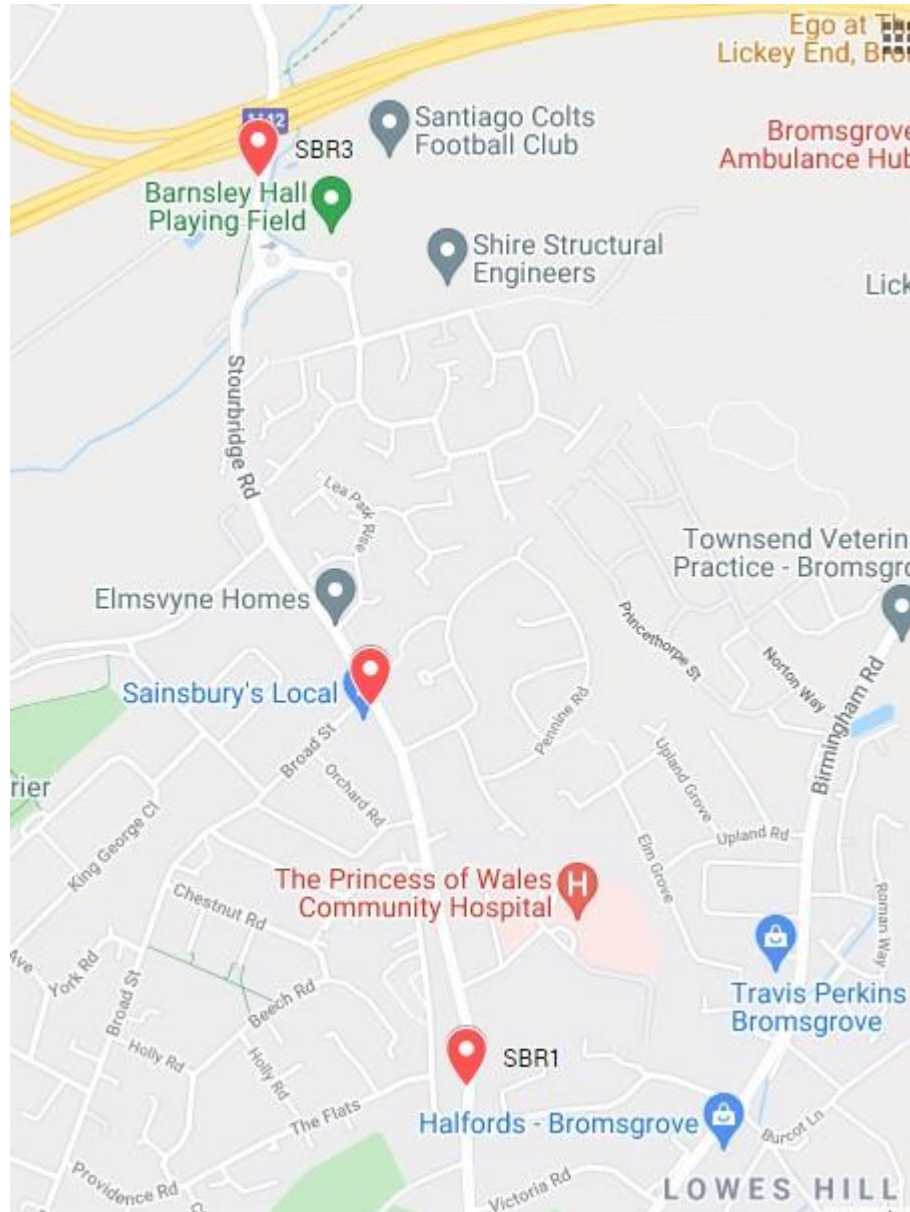 Ego at Th
Lickey End, Bro
M42
SBR3
Santiago Colts
Football Club
Bromsgrove
Ambulance Hub
Barnsley Hall
Playing Field
Shire Structural
Engineers
Lick
Stourbridge Rd
Lea Park Rise
Townsend Veterin
Practice - Bromsgro
Elmsvyne Homes
Princethorpe St
Norton Way
Sainsbury's Local
Birmingham Rd
Broad St
Pennine Rd
Orchard Rd
Upland Grove
rier
King George Cl
Upland Rd
Elm Grove
The Princess of Wales
Community Hospital
H
Chestnut Rd
Roman Way
Ave
York Rd
Broad St
Beech Rd
Travis Perkins
Bromsgrove
Holly Rd
Holly Rd
SBR1
The Flats
Halfords - Bromsgrove
Burcot Ln
Providence Rd
Victoria Rd
LOWES HILL